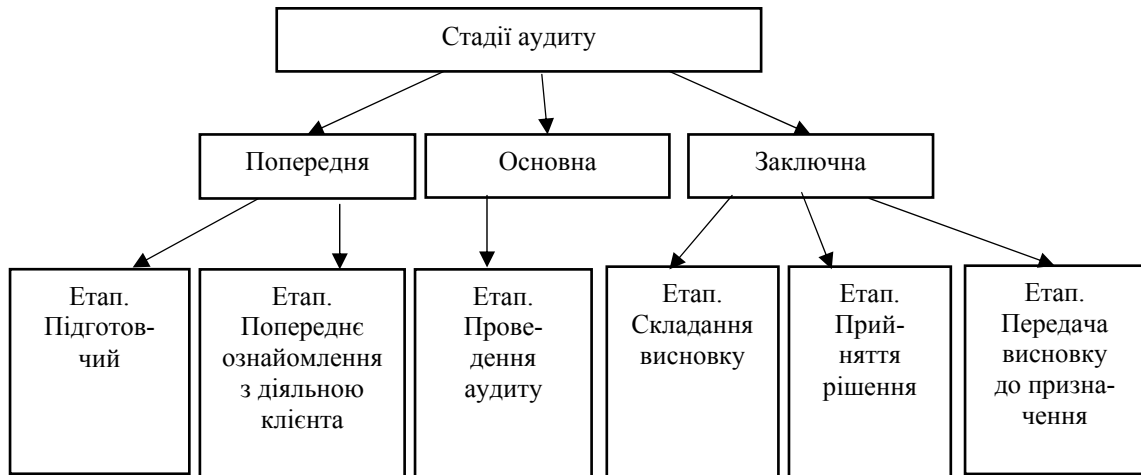 Стадії аудиту
Попередня
Основна
Заключна
Етап.
Підготов-
чий
Етап.
Попереднє
ознайомлення
з діяльною
клієнта
Етап.
Прове-
дення
аудиту
Етап.
Складання
висновку
Етап.
Прий-
няття
рішення
Етап.
Передача
висновку
до призна-
чення